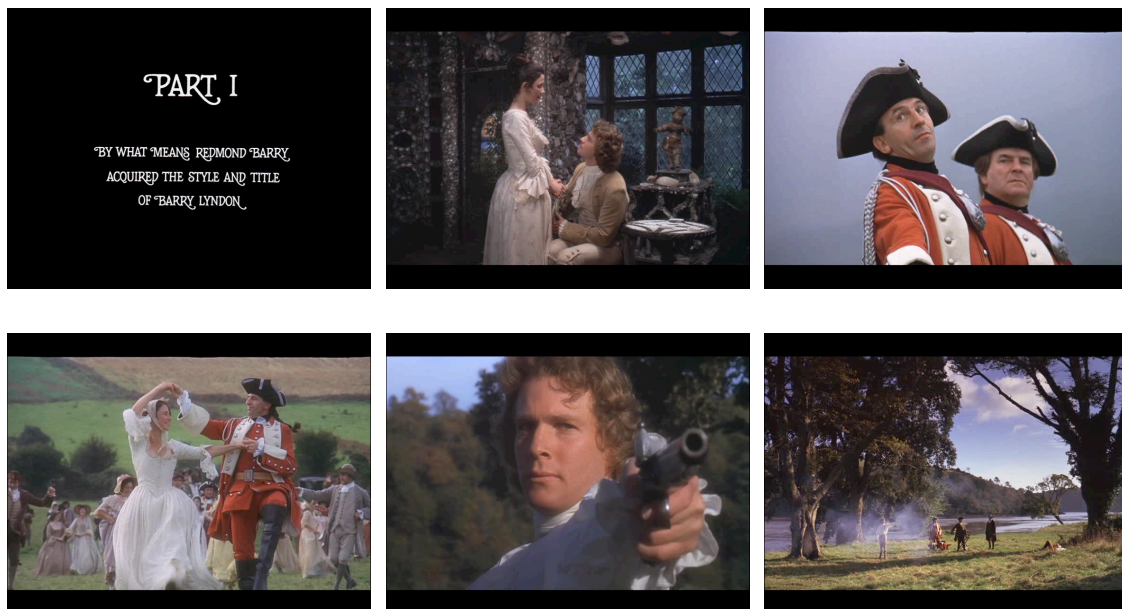 PART I
BY WHAT MEANS REDMOND BARRY
ACQUIRED THE STYLE AND TITLE
OF BARRY LYNDON